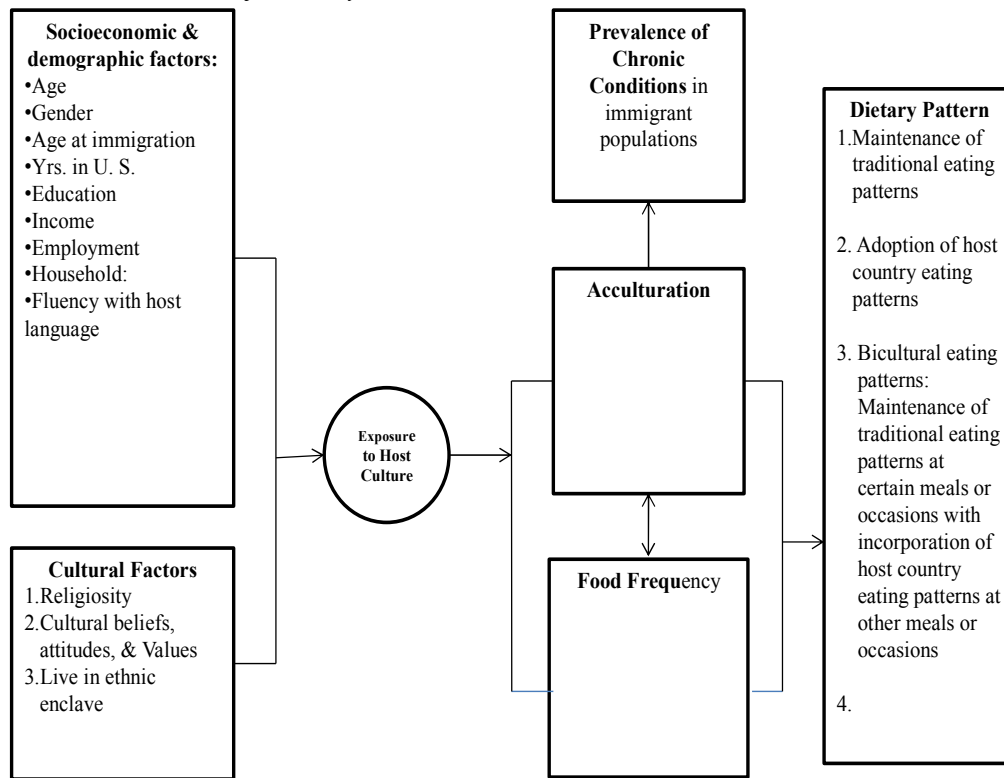 Socioeconomic &
demographic factors:
•Age
•Gender
•Age at immigration
•Yrs. in U. S.
•Education
•Income
•Employment
•Household:
•Fluency with host
language
Cultural Factors
1.Religiosity
2.Cultural beliefs,
attitudes, & Values
3.Live in ethnic
enclave
Exposure
to Host
Culture
Prevalence of
Chronic
Conditions in
immigrant
populations
Acculturation
Food Frequency
Dietary Pattern
1.Maintenance of
traditional eating
patterns
2. Adoption of host
country eating
patterns
3. Bicultural eating
patterns:
Maintenance of
traditional eating
patterns at
certain meals or
occasions with
incorporation of
host country
eating patterns at
other meals or
occasions
4.